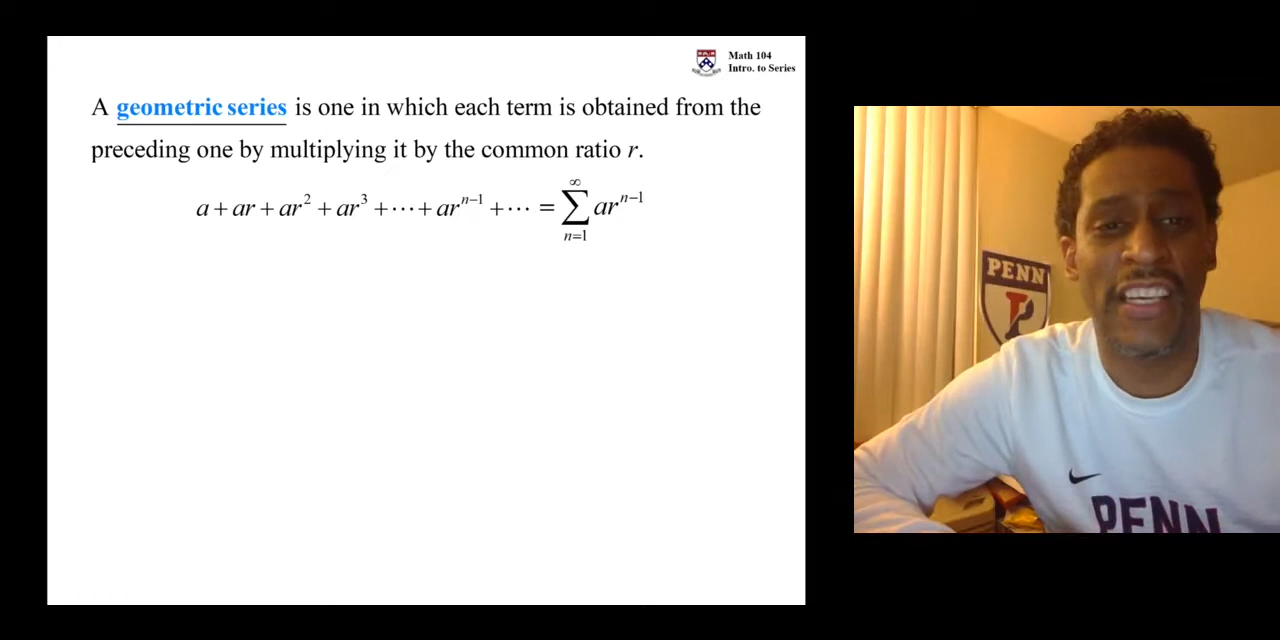 Math 104
Intro. to Series
A geometric series is one in which each term is obtained from the
preceding one by multiplying it by the common ratio r.
a + ar + ar² + ar³ + ⋯ + arⁿ⁻¹ + ⋯ = ∑_{n=1}^{∞} arⁿ⁻¹
PENN
P
PENN